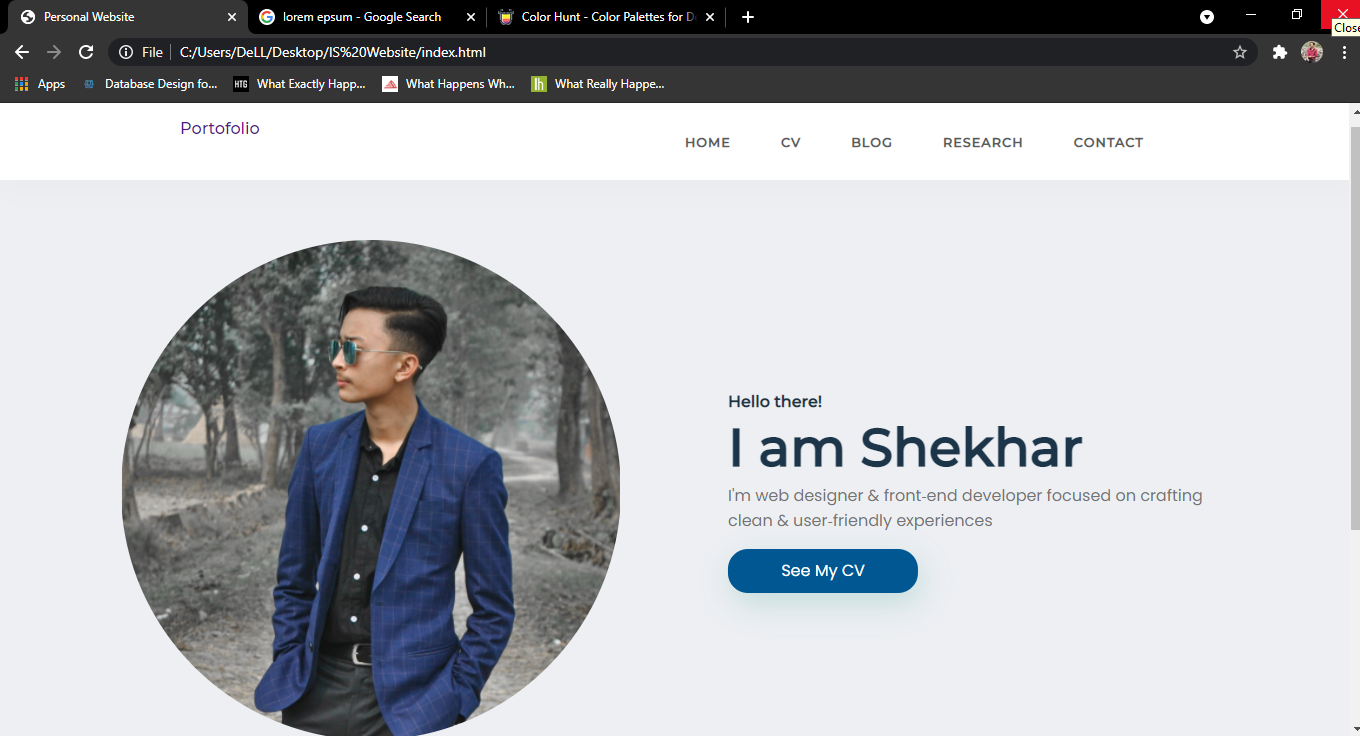 Personal Website
lorem epsum - Google Search
Color Hunt - Color Palettes for D
Close
File
C:/Users/DeLL/Desktop/IS%20Website/index.html
Apps
Database Design fo...
HTG
What Exactly Happ...
What Happens Wh...
lh
What Really Happe...
Portofolio
HOME
CV
BLOG
RESEARCH
CONTACT
Hello there!
I am Shekhar
I'm web designer & front-end developer focused on crafting
clean & user-friendly experiences
See My CV